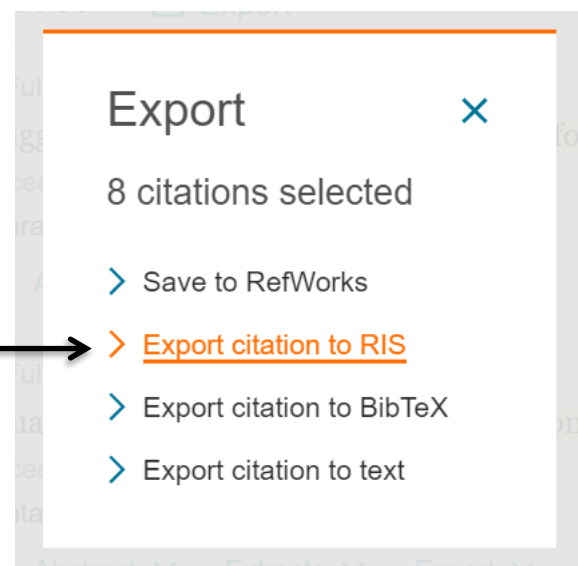 Export
Export
8 citations selected
Save to RefWorks
Export citation to RIS
Export citation to BibTeX
Export citation to text